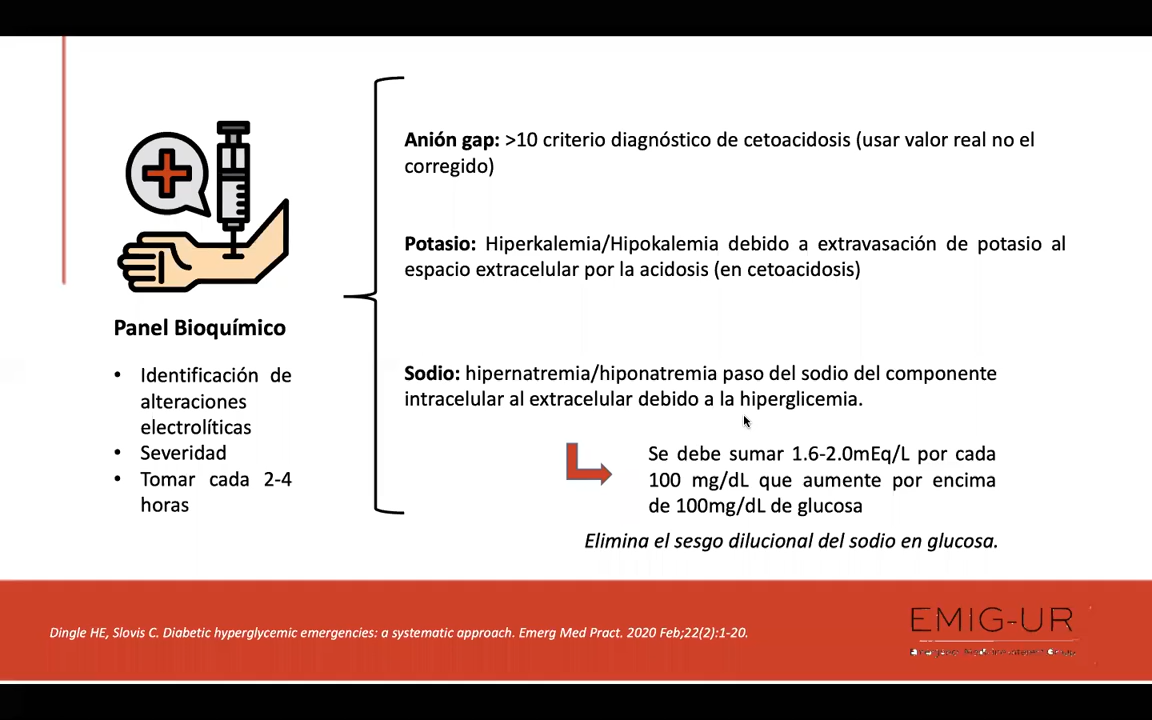 Anión gap: >10 criterio diagnóstico de cetoacidosis (usar valor real no el
corregido)
Potasio: Hiperkalemia/Hipokalemia debido a extravasación de potasio al
espacio extracelular por la acidosis (en cetoacidosis)
Panel Bioquímico
• Identificación de
alteraciones
electrolíticas
• Severidad
• Tomar cada 2-4
horas
Sodio: hipernatremia/hiponatremia paso del sodio del componente
intracelular al extracelular debido a la hiperglicemia.
Se debe sumar 1.6-2.0mEq/L por cada
100 mg/dL que aumente por encima
de 100mg/dL de glucosa
Elimina el sesgo dilucional del sodio en glucosa.
Dingle HE, Slovis C. Diabetic hyperglycemic emergencies: a systematic approach. Emerg Med Pract. 2020 Feb;22(2):1-20.
EMIG-UR